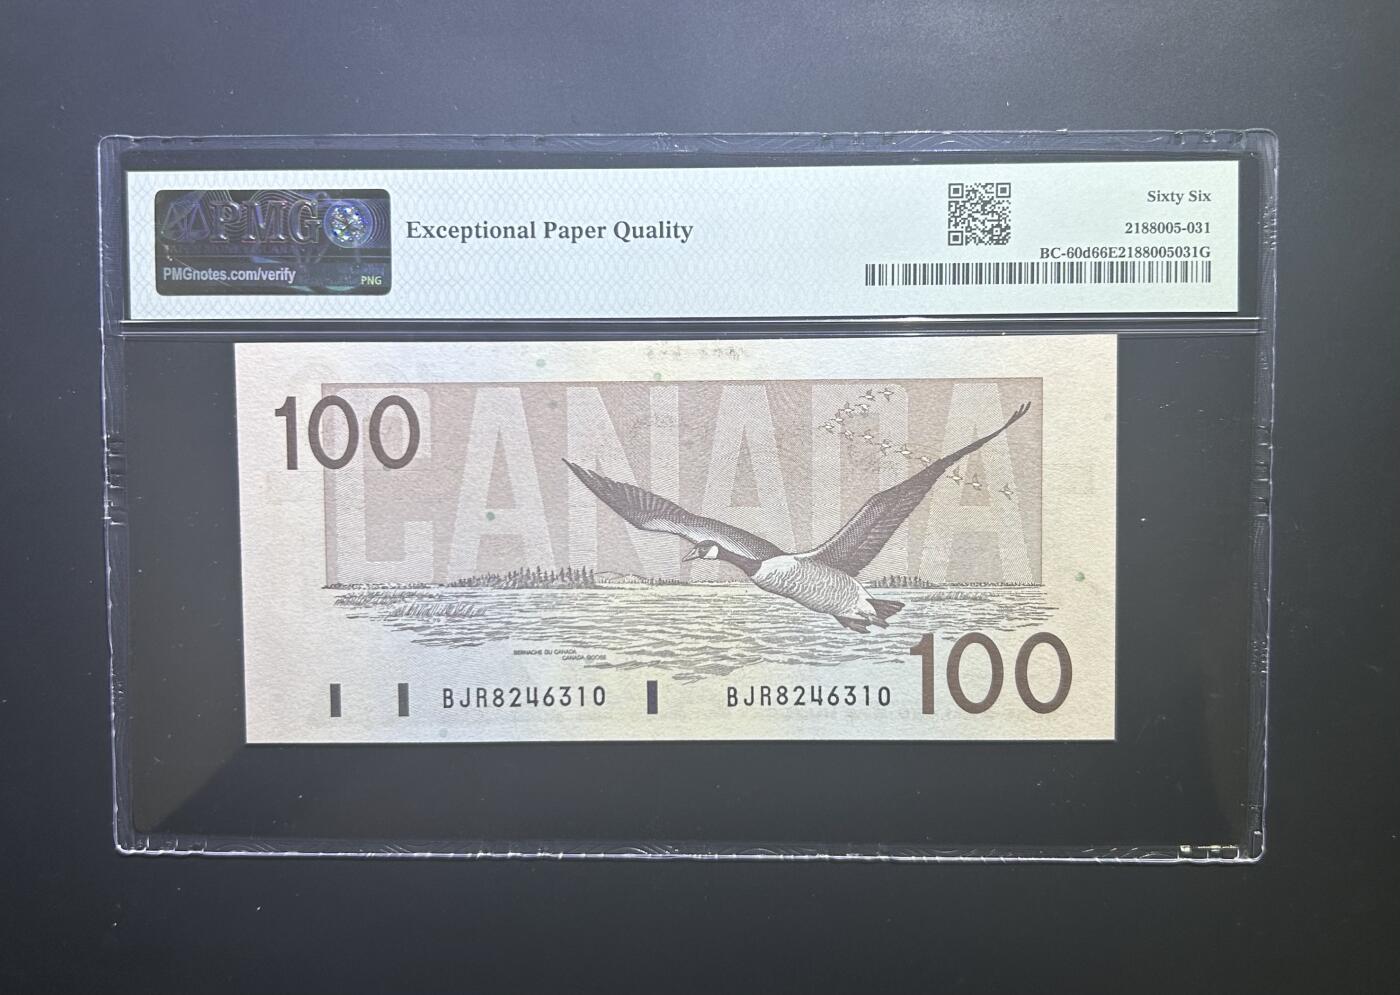 PMG
PMGnotes.com/verify
PNG
Exceptional Paper Quality
Sixty Six
2188005-031
BC-60d66E2188005031G
100
CANADA
BERNACHE DU CANADA
CANADA GOOSE
BJR8246310
BJR8246310
100